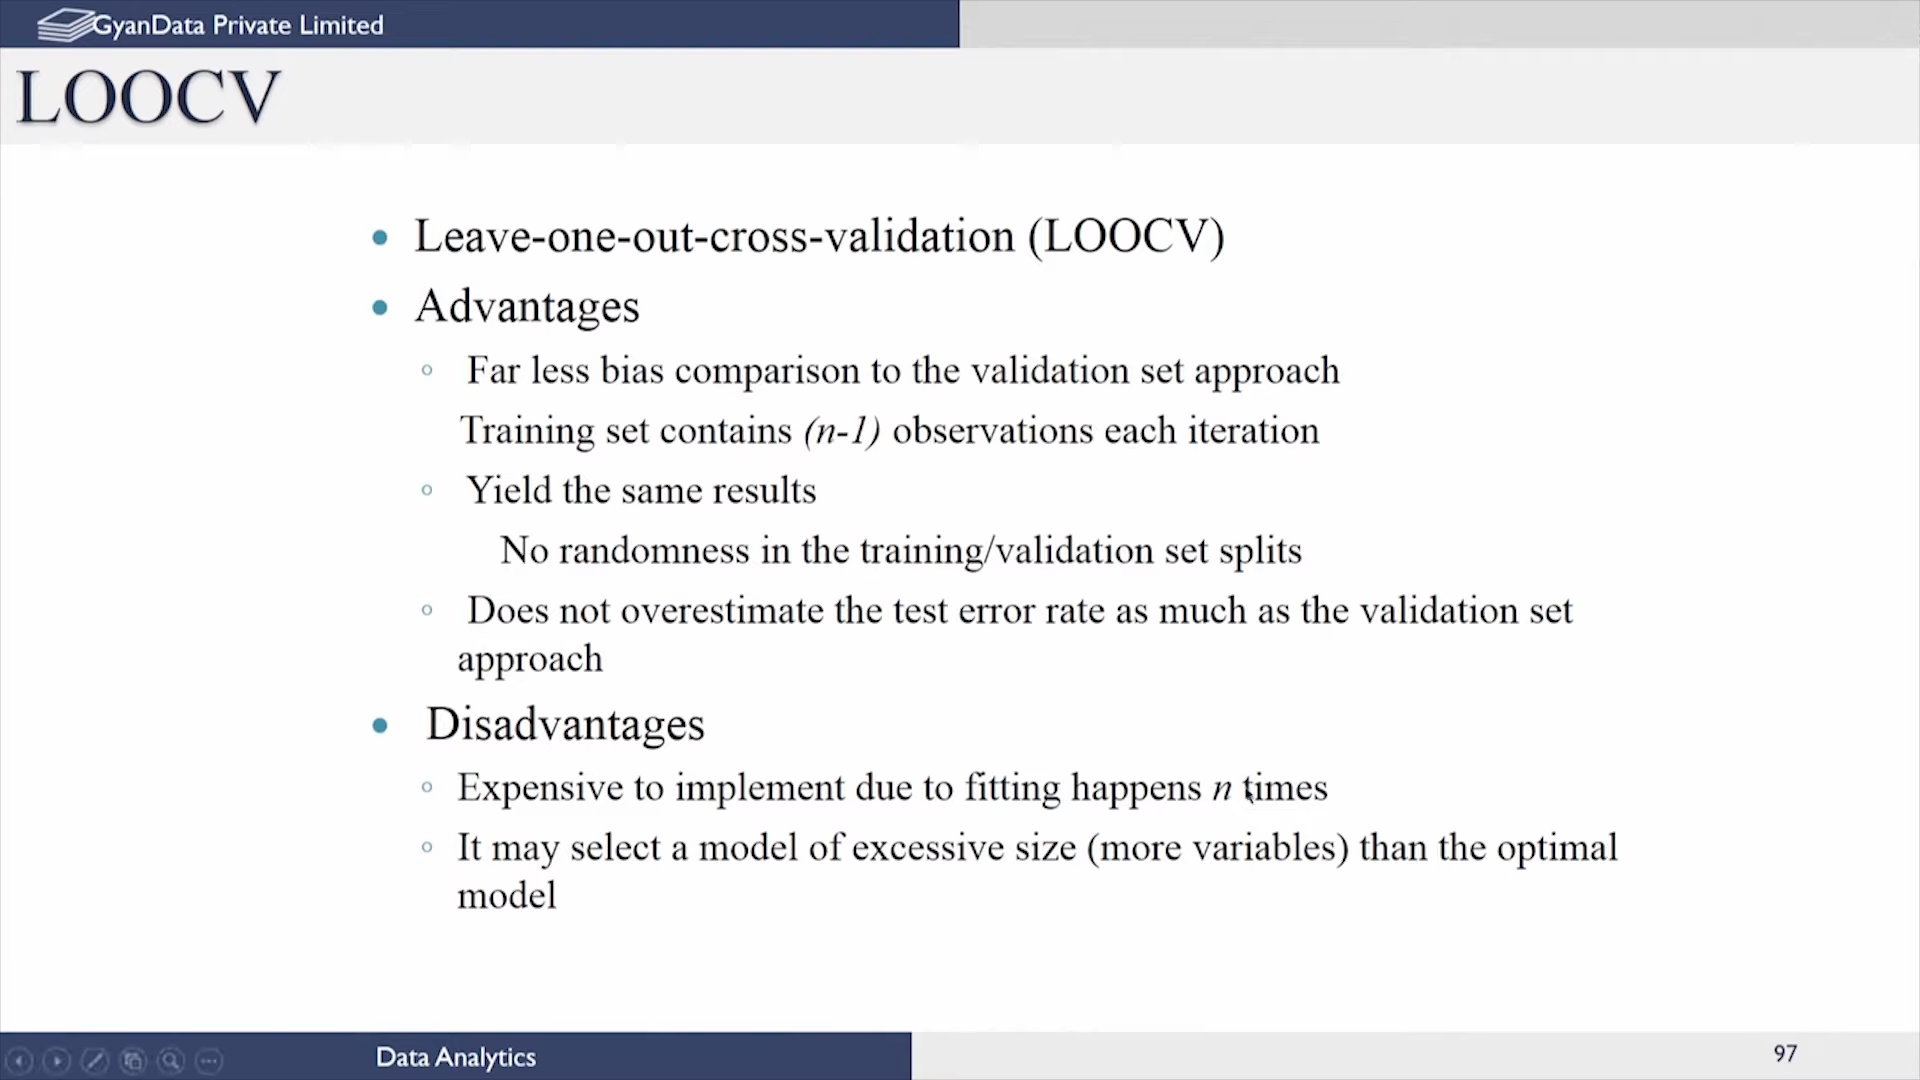 GyanData Private Limited
LOOCV
• Leave-one-out-cross-validation (LOOCV)
• Advantages
◦ Far less bias comparison to the validation set approach
Training set contains (n-1) observations each iteration
◦ Yield the same results
No randomness in the training/validation set splits
◦ Does not overestimate the test error rate as much as the validation set
approach
• Disadvantages
◦ Expensive to implement due to fitting happens n times
◦ It may select a model of excessive size (more variables) than the optimal
model
Data Analytics
97